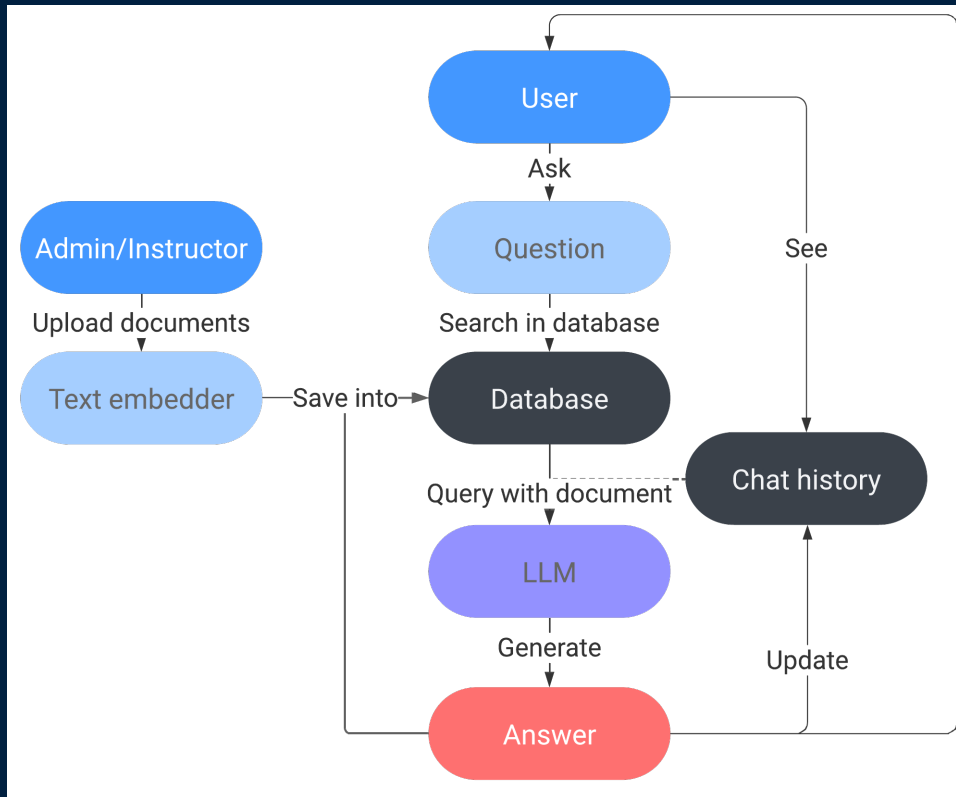 User
Ask
Admin/Instructor
Question
See
Upload documents
Search in database
Text embedder
Save into
Database
Chat history
Query with document
LLM
Generate
Update
Answer